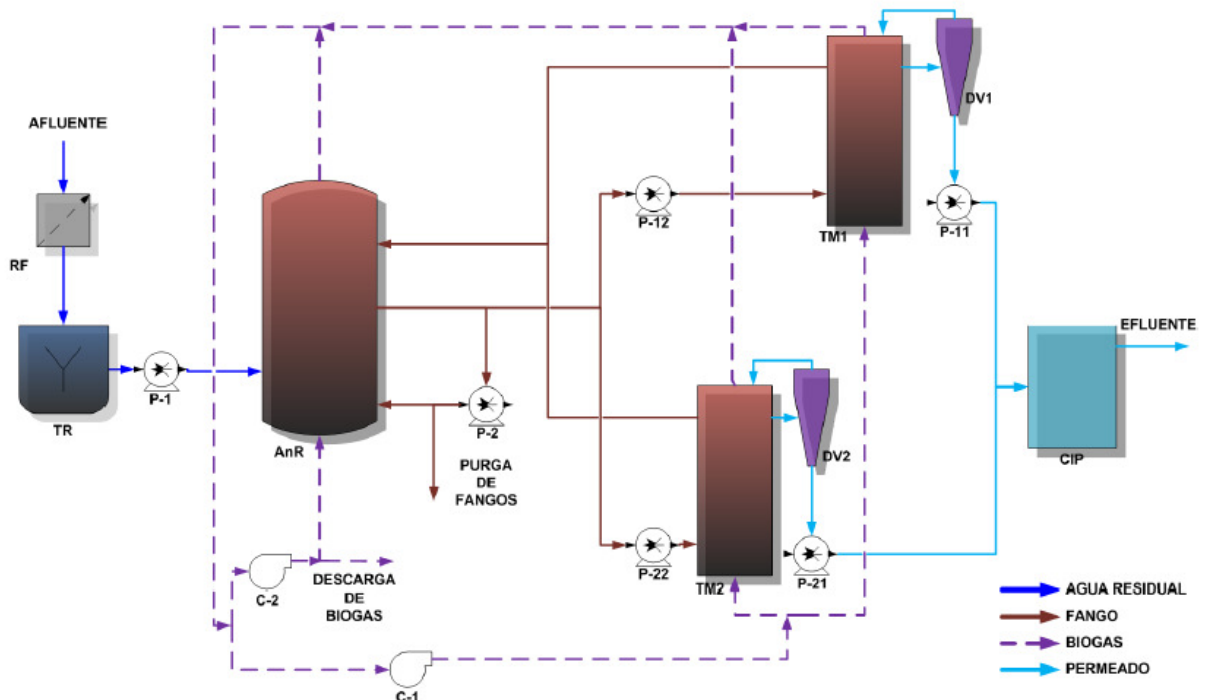 DV1
AFLUENTE
RF
P-12
TM1
P-11
EFLUENTE
P-1
TR
AnR
P-2
PURGA
DE
FANGOS
DV2
CIP
P-22
TM2
P-21
C-2
DESCARGA
DE
BIOGAS
C-1
AGUA RESIDUAL
FANGO
BIOGAS
PERMEADO